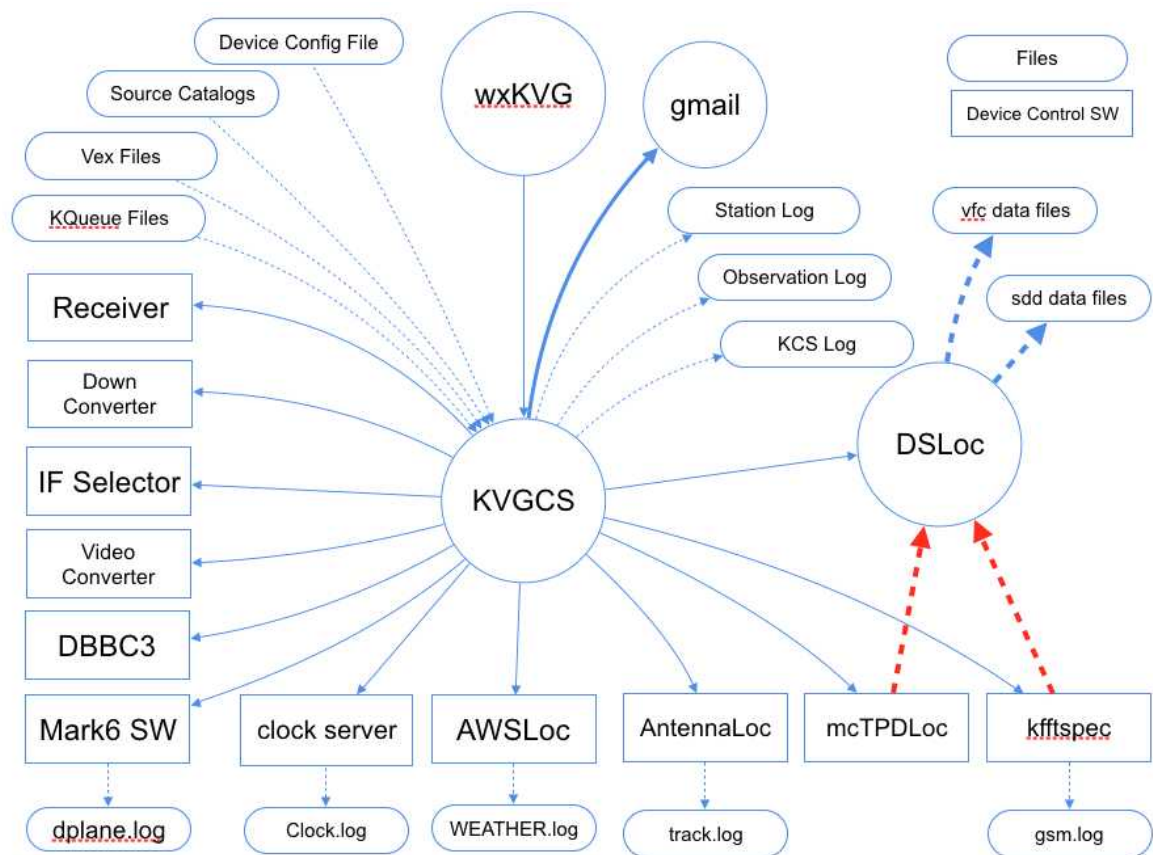 Device Config File
Source Catalogs
Vex Files
KQueue Files
wxKVG
gmail
Files
Device Control SW
Station Log
Observation Log
KCS Log
vfc data files
sdd data files
Receiver
Down
Converter
IF Selector
Video
Converter
DBBC3
Mark6 SW
KVGCS
DSLoc
clock server
AWSLoc
AntennaLoc
mcTPDLoc
kfftspec
dplane.log
Clock.log
WEATHER.log
track.log
gsm.log